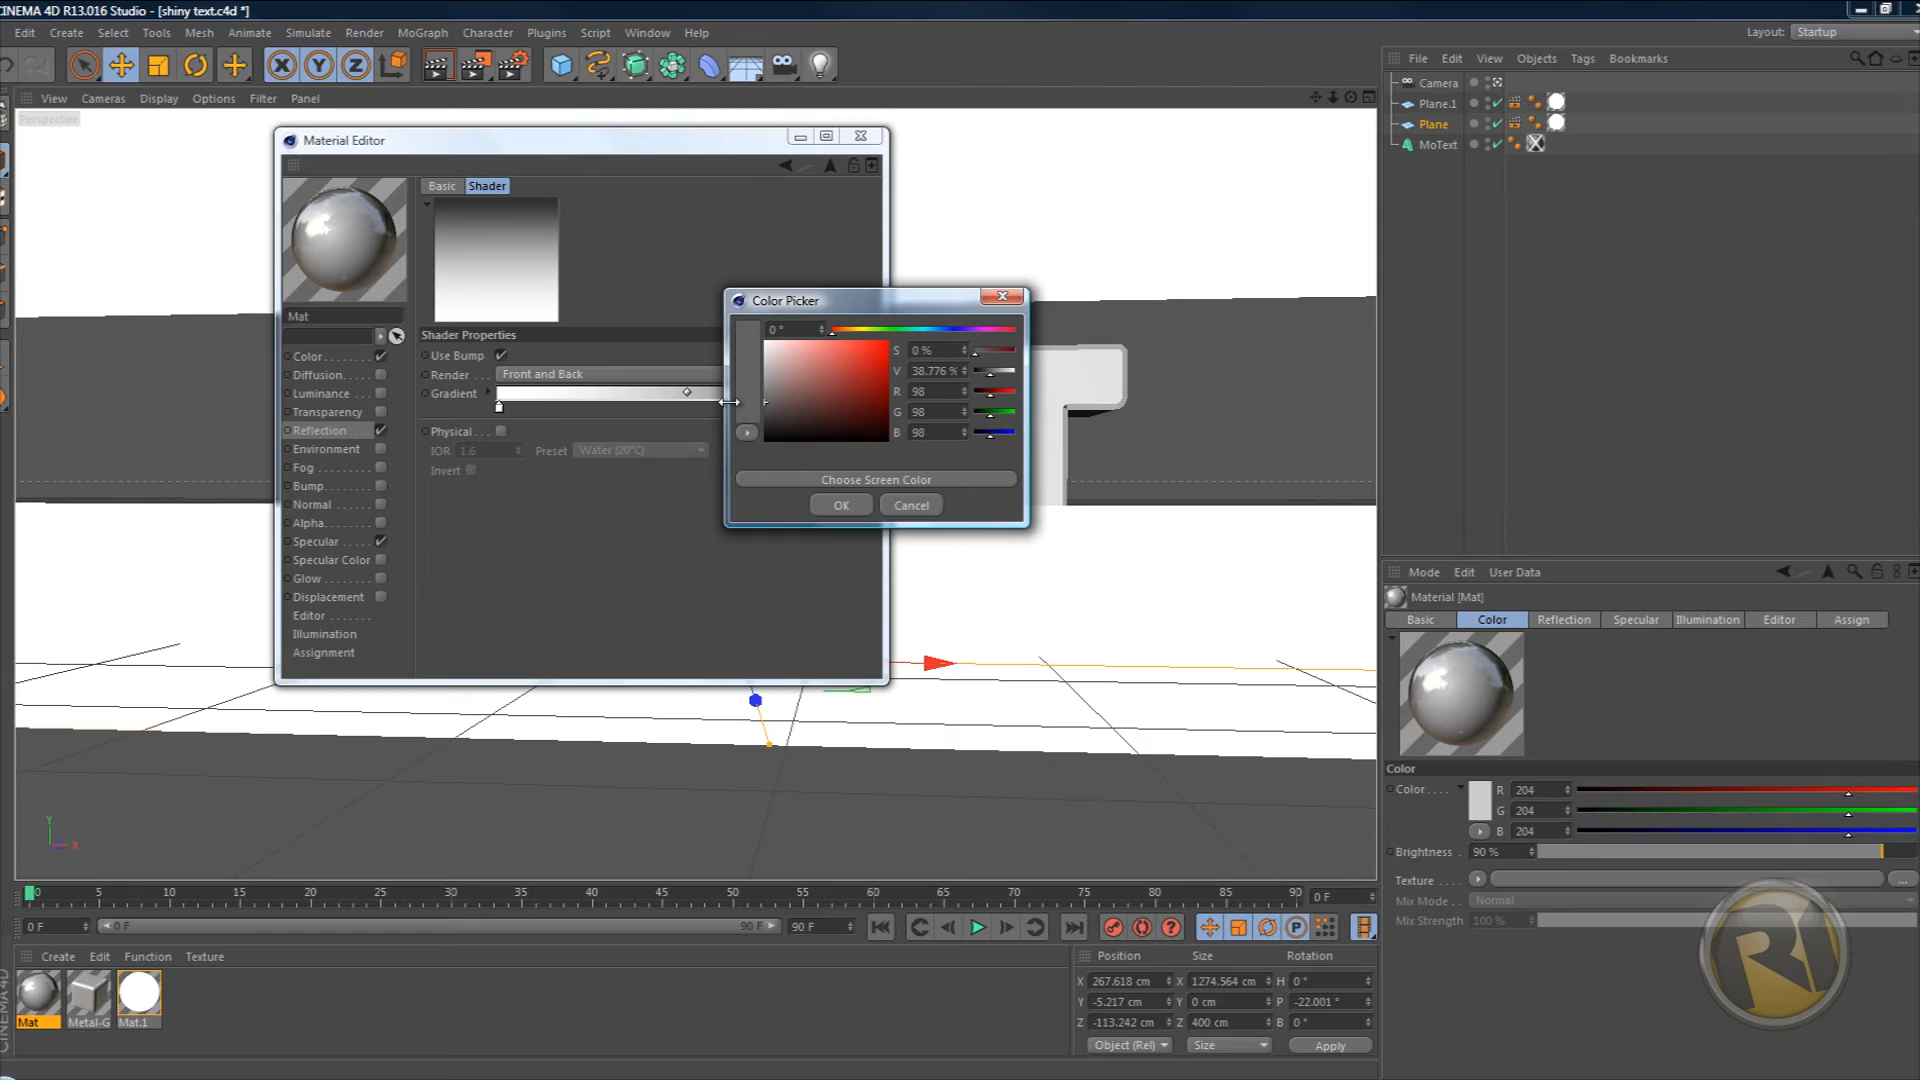 CINEMA 4D R13.016 Studio - [shiny text.c4d *]
Edit Create Select Tools Mesh Animate Simulate Render MoGraph Character Plugins Script Window Help
Layout: Startup
File Edit View Objects Tags Bookmarks
View Cameras Display Options Filter Panel
Perspective
Camera
Plane.1
Plane
MoText
Material Editor
Basic Shader
Mat
Shader Properties
Color
Diffusion
Luminance
Transparency
Reflection
Environment
Fog
Bump
Normal
Alpha
Specular
Specular Color
Glow
Displacement
Editor
Illumination
Assignment
Use Bump
Render Front and Back
Gradient
Physical
IOR 1.6 Preset Water (20°C)
Invert
Color Picker
0 °
S 0 %
V 38.776 %
R 98
G 98
B 98
Choose Screen Color
OK Cancel
Mode Edit User Data
Material [Mat]
Basic Color Reflection Specular Illumination Editor Assign
Color
Color R 204
G 204
B 204
Brightness 90 %
Texture
Mix Mode Normal
Mix Strength 100 %
Y
X
0 5 10 15 20 25 30 35 40 45 50 55 60 65 70 75 80 85 90 0 F
0 F 0 F 90 F 90 F
P
Create Edit Function Texture
Mat Metal-G Mat.1
Position Size Rotation
X 267.618 cm X 1274.564 cm H 0 °
Y -5.217 cm Y 0 cm P -22.001 °
Z -113.242 cm Z 400 cm B 0 °
Object (Rel) Size Apply
CINEMA 4D